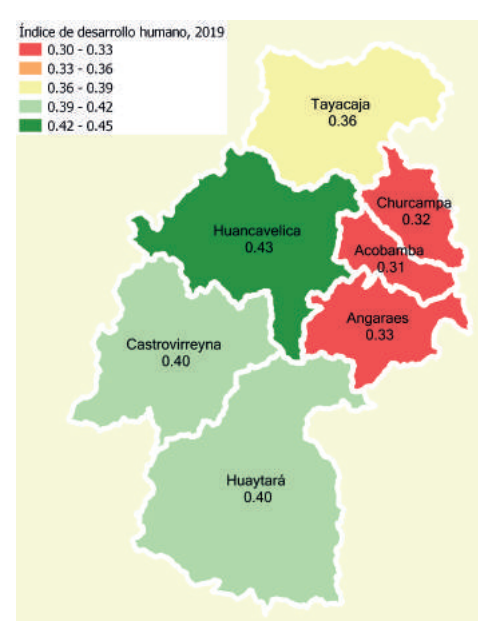 Índice de desarrollo humano, 2019
0.30 - 0.33
0.33 - 0.36
0.36 - 0.39
0.39 - 0.42
0.42 - 0.45
Tayacaja
0.36
Churcampa
0.32
Huancavelica
0.43
Acobamba
0.31
Angaraes
0.33
Castrovirreyna
0.40
Huaytará
0.40